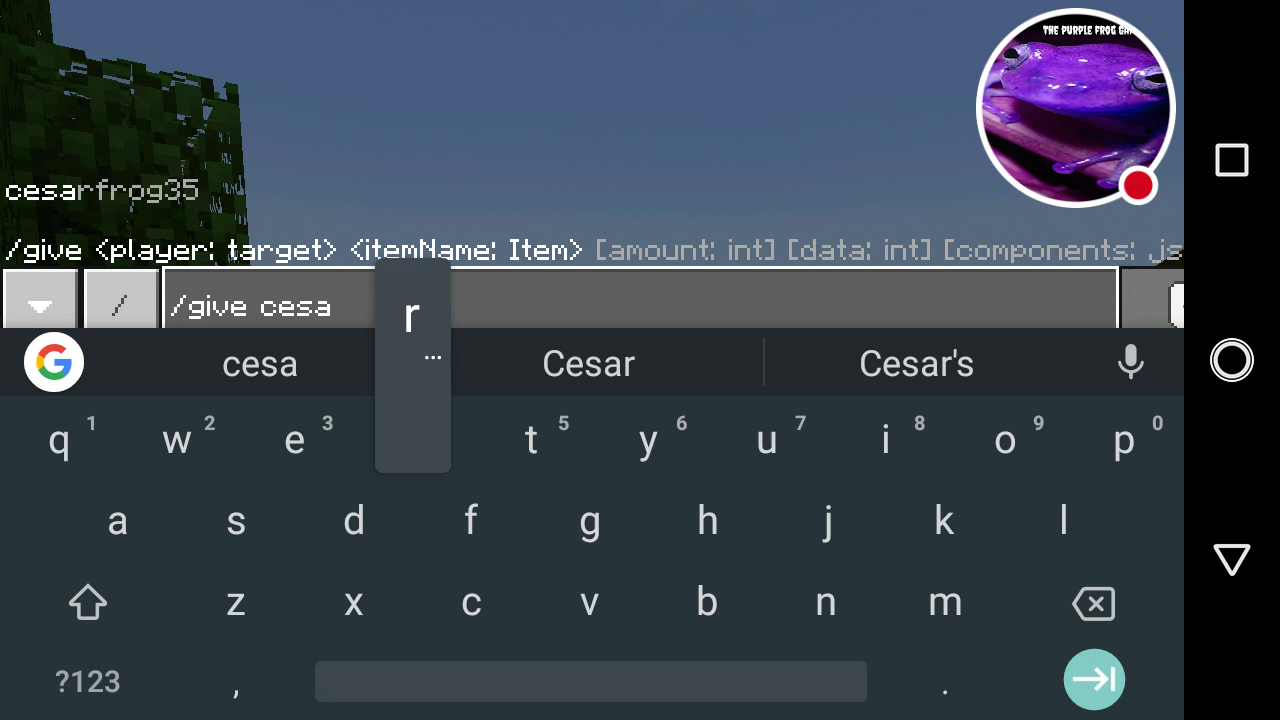 THE PURPLE FROG
cesarfrog35
/give <player: target> <itemName: Item> [amount: int] [data: int] [components: js
/ /give cesa
r
...
cesa Cesar Cesar's
q 1 w 2 e 3 t 5 y 6 u 7 i 8 o 9 p 0
a s d f g h j k l
z x c v b n m
?123 , .